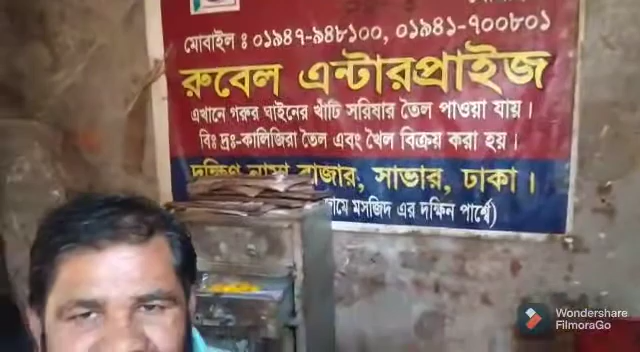 মোবাইল : ০১৯৪৭-৯৪৮১০০, ০১৯৪১-৭০০৮০১
রুবেল এন্টারপ্রাইজ
এখানে গরুর ঘাইনের খাঁটি সরিষার তৈল পাওয়া যায়।
বিঃ দ্রঃ-কালিজিরা তৈল এবং খৈল বিক্রয় করা হয়।
দক্ষিণ বাজার, সাভার, ঢাকা।
মসজিদ এর দক্ষিন পার্শ্বে)
Wondershare
FilmoraGo